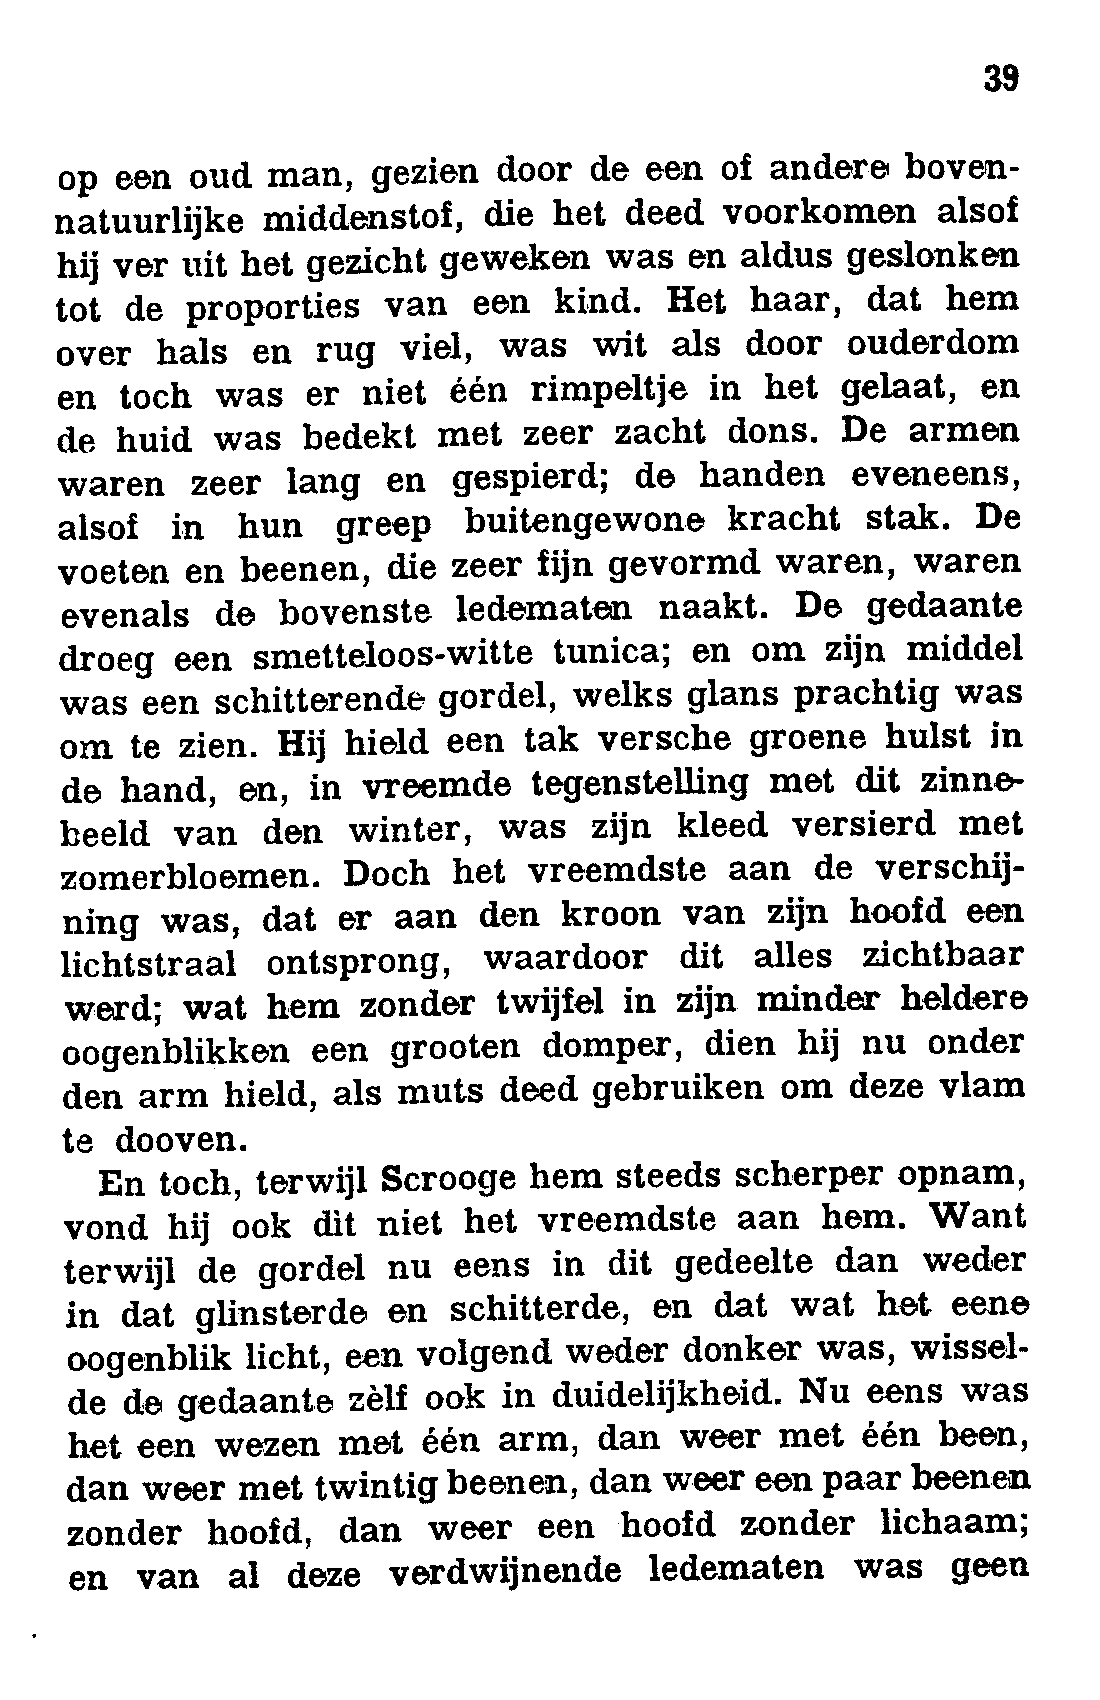 39
op een oud man, gezien door de een of andere boven-
natuurlijke middenstof, die het deed voorkomen alsof
hij ver uit het gezicht geweken was en aldus geslonken
tot de proporties van een kind. Het haar, dat hem
over hals en rug viel, was wit als door ouderdom
en toch was er niet één rimpeltje in het gelaat, en
de huid was bedekt met zeer zacht dons. De armen
waren zeer lang en gespierd; de handen eveneens,
alsof in hun greep buitengewone kracht stak. De
voeten en beenen, die zeer fijn gevormd waren, waren
evenals de bovenste ledematen naakt. De gedaante
droeg een smetteloos-witte tunica; en om zijn middel
was een schitterende gordel, welks glans prachtig was
om te zien. Hij hield een tak versche groene hulst in
de hand, en, in vreemde tegenstelling met dit zinne-
beeld van den winter, was zijn kleed versierd met
zomerbloemen. Doch het vreemdste aan de verschij-
ning was, dat er aan den kroon van zijn hoofd een
lichtstraal ontsprong, waardoor dit alles zichtbaar
werd; wat hem zonder twijfel in zijn minder heldere
oogenblikken een grooten domper, dien hij nu onder
den arm hield, als muts deed gebruiken om deze vlam
te dooven.
En toch, terwijl Scrooge hem steeds scherper opnam,
vond hij ook dit niet het vreemdste aan hem. Want
terwijl de gordel nu eens in dit gedeelte dan weder
in dat glinsterde en schitterde, en dat wat het eene
oogenblik licht, een volgend weder donker was, wissel-
de de gedaante zèlf ook in duidelijkheid. Nu eens was
het een wezen met één arm, dan weer met één been,
dan weer met twintig beenen, dan weer een paar beenen
zonder hoofd, dan weer een hoofd zonder lichaam;
en van al deze verdwijnende ledematen was geen